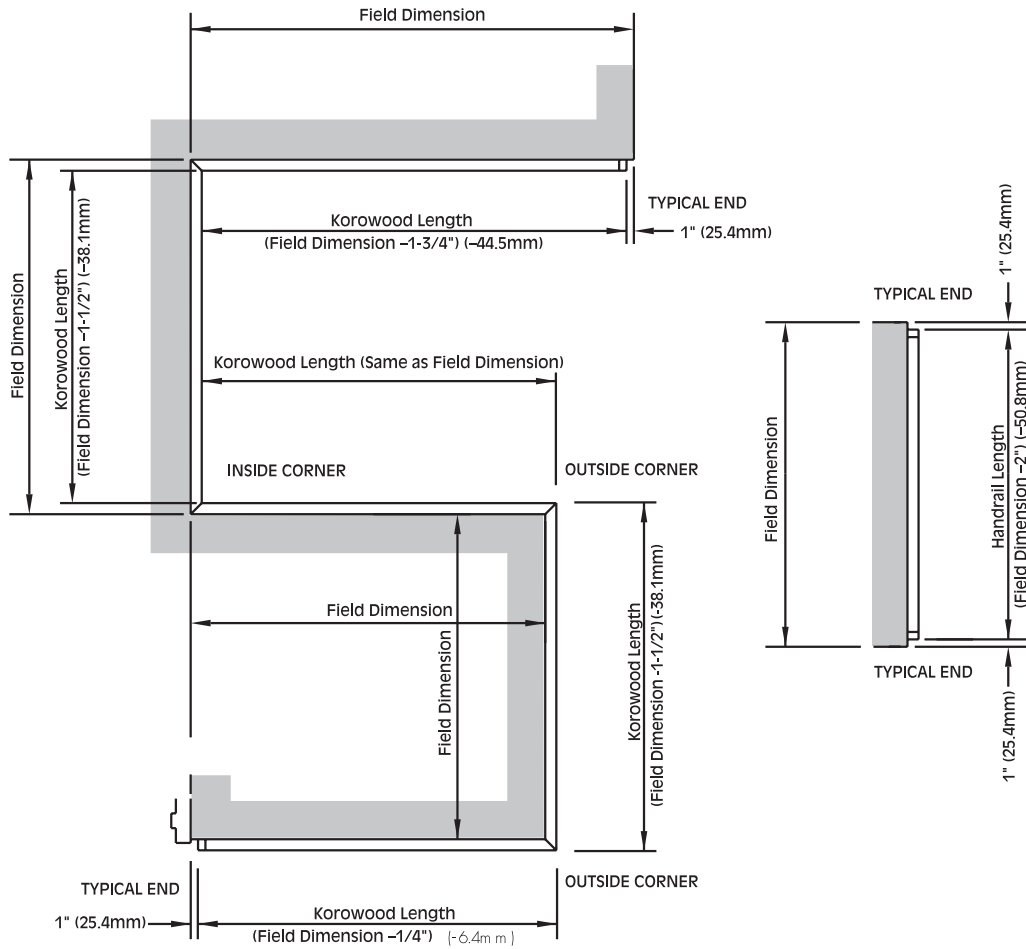 Field Dimension
TYPICAL END
Korowood Length
(Field Dimension –1-3/4") (–44.5mm)
1" (25.4mm)
Field Dimension
Korowood Length
(Field Dimension –1-1/2") (–38.1mm)
Korowood Length (Same as Field Dimension)
INSIDE CORNER
OUTSIDE CORNER
Field Dimension
Field Dimension
Korowood Length
(Field Dimension -1-1/2") (-38.1mm)
TYPICAL END
OUTSIDE CORNER
1" (25.4mm)
Korowood Length
(Field Dimension –1/4") (-6.4mm)
1" (25.4mm)
TYPICAL END
Field Dimension
Handrail Length
(Field Dimension –2") (–50.8mm)
TYPICAL END
1" (25.4mm)